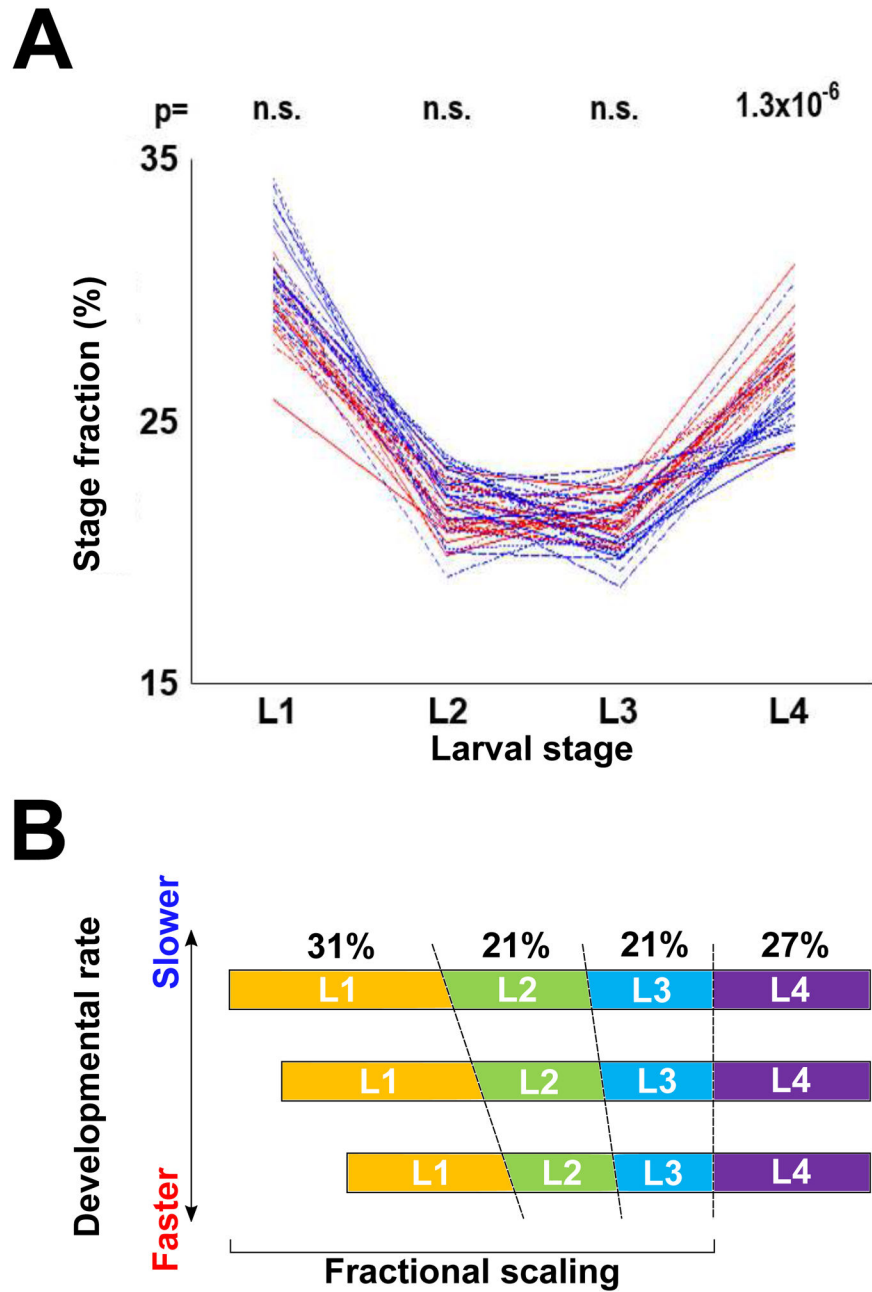 A
p= n.s. n.s. n.s. 1.3x10⁻⁶
35
25
15
Stage fraction (%)
L1 L2 L3 L4
Larval stage
B
Developmental rate
Slower
Faster
31% 21% 21% 27%
L1 L2 L3 L4
L1 L2 L3 L4
L1 L2 L3 L4
Fractional scaling